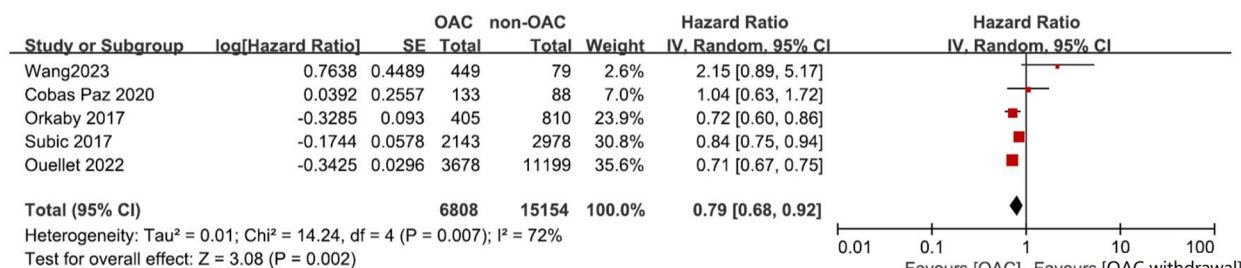 OAC non-OAC Hazard Ratio Hazard Ratio
Study or Subgroup log[Hazard Ratio] SE Total Total Weight IV, Random, 95% CI IV, Random, 95% CI
Wang2023 0.7638 0.4489 449 79 2.6% 2.15 [0.89, 5.17]
Cobas Paz 2020 0.0392 0.2557 133 88 7.0% 1.04 [0.63, 1.72]
Orkaby 2017 -0.3285 0.093 405 810 23.9% 0.72 [0.60, 0.86]
Subic 2017 -0.1744 0.0578 2143 2978 30.8% 0.84 [0.75, 0.94]
Ouellet 2022 -0.3425 0.0296 3678 11199 35.6% 0.71 [0.67, 0.75]
Total (95% CI) 6808 15154 100.0% 0.79 [0.68, 0.92]
Heterogeneity: Tau² = 0.01; Chi² = 14.24, df = 4 (P = 0.007); I² = 72%
Test for overall effect: Z = 3.08 (P = 0.002)
0.01 0.1 1 10 100
Favours [OAC] Favours [OAC withdrawal]